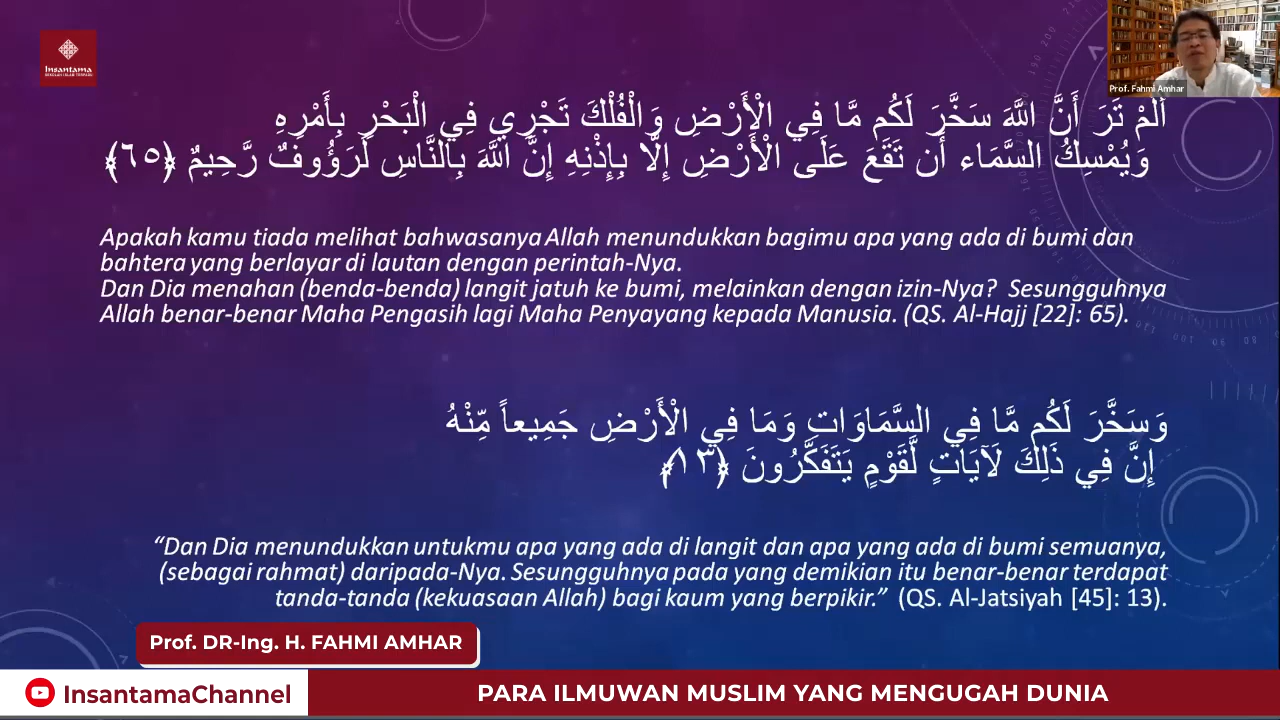 Insantama
SEKOLAH ISLAM TERPADU
Prof. Fahmi Amhar
أَلَمْ تَرَ أَنَّ اللَّهَ سَخَّرَ لَكُم مَّا فِي الْأَرْضِ وَالْفُلْكَ تَجْرِي فِي الْبَحْرِ بِأَمْرِهِ
وَيُمْسِكُ السَّمَاء أَن تَقَعَ عَلَى الْأَرْضِ إِلَّا بِإِذْنِهِ إِنَّ اللَّهَ بِالنَّاسِ لَرَؤُوفٌ رَّحِيمٌ ﴿٦٥﴾
Apakah kamu tiada melihat bahwasanya Allah menundukkan bagimu apa yang ada di bumi dan
bahtera yang berlayar di lautan dengan perintah-Nya.
Dan Dia menahan (benda-benda) langit jatuh ke bumi, melainkan dengan izin-Nya? Sesungguhnya
Allah benar-benar Maha Pengasih lagi Maha Penyayang kepada Manusia. (QS. Al-Hajj [22]: 65).
وَسَخَّرَ لَكُم مَّا فِي السَّمَاوَاتِ وَمَا فِي الْأَرْضِ جَمِيعاً مِّنْهُ
إِنَّ فِي ذَلِكَ لَآيَاتٍ لَّقَوْمٍ يَتَفَكَّرُونَ ﴿١٣﴾
“Dan Dia menundukkan untukmu apa yang ada di langit dan apa yang ada di bumi semuanya,
(sebagai rahmat) daripada-Nya. Sesungguhnya pada yang demikian itu benar-benar terdapat
tanda-tanda (kekuasaan Allah) bagi kaum yang berpikir.” (QS. Al-Jatsiyah [45]: 13).
Prof. DR-Ing. H. FAHMI AMHAR
InsantamaChannel
PARA ILMUWAN MUSLIM YANG MENGUGAH DUNIA